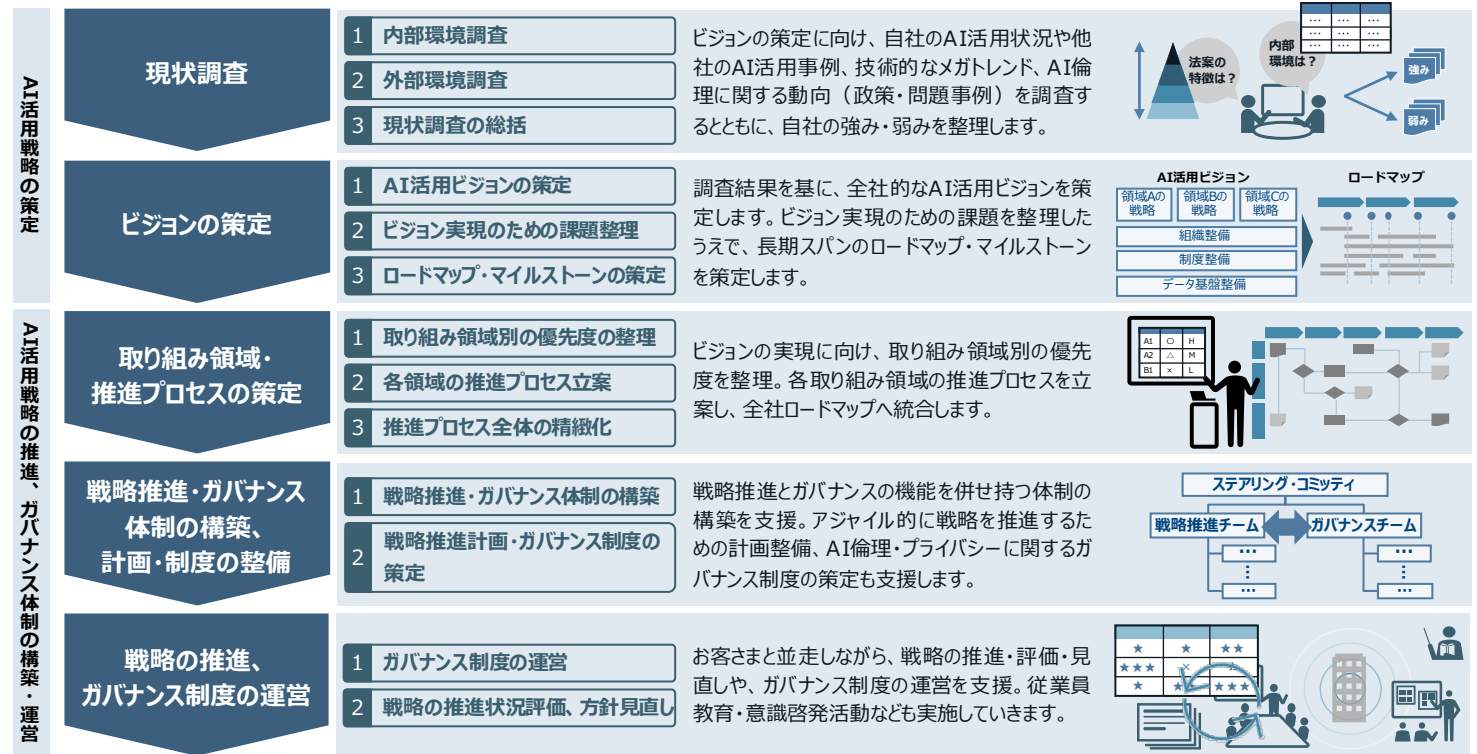 AI活用戦略の策定
現状調査
1 内部環境調査
2 外部環境調査
3 現状調査の総括
ビジョンの策定に向け、自社のAI活用状況や他
社のAI活用事例、技術的なメガトレンド、AI倫
理に関する動向（政策・問題事例）を調査す
るとともに、自社の強み・弱みを整理します。
法案の
特徴は？
内部
環境は？
… … …
… … …
… … …
強み
弱み
ビジョンの策定
1 AI活用ビジョンの策定
2 ビジョン実現のための課題整理
3 ロードマップ・マイルストーンの策定
調査結果を基に、全社的なAI活用ビジョンを策
定します。ビジョン実現のための課題を整理した
うえで、長期スパンのロードマップ・マイルストーン
を策定します。
AI活用ビジョン
領域Aの
戦略
領域Bの
戦略
領域Cの
戦略
組織整備
制度整備
データ基盤整備
ロードマップ
AI活用戦略の推進、ガバナンス体制の構築・運営
取り組み領域・
推進プロセスの策定
1 取り組み領域別の優先度の整理
2 各領域の推進プロセス立案
3 推進プロセス全体の精緻化
ビジョンの実現に向け、取り組み領域別の優先
度を整理。各取り組み領域の推進プロセスを立
案し、全社ロードマップへ統合します。
A1 ○ H
A2 △ M
B1 × L
戦略推進・ガバナンス
体制の構築、
計画・制度の整備
1 戦略推進・ガバナンス体制の構築
2 戦略推進計画・ガバナンス制度の
策定
戦略推進とガバナンスの機能を併せ持つ体制の
構築を支援。アジャイル的に戦略を推進するた
めの計画整備、AI倫理・プライバシーに関するガ
バナンス制度の策定も支援します。
ステアリング・コミッティ
戦略推進チーム
ガバナンスチーム
…
…
…
…
戦略の推進、
ガバナンス制度の運営
1 ガバナンス制度の運営
2 戦略の推進状況評価、方針見直し
お客さまと並走しながら、戦略の推進・評価・見
直しや、ガバナンス制度の運営を支援。従業員
教育・意識啓発活動なども実施していきます。